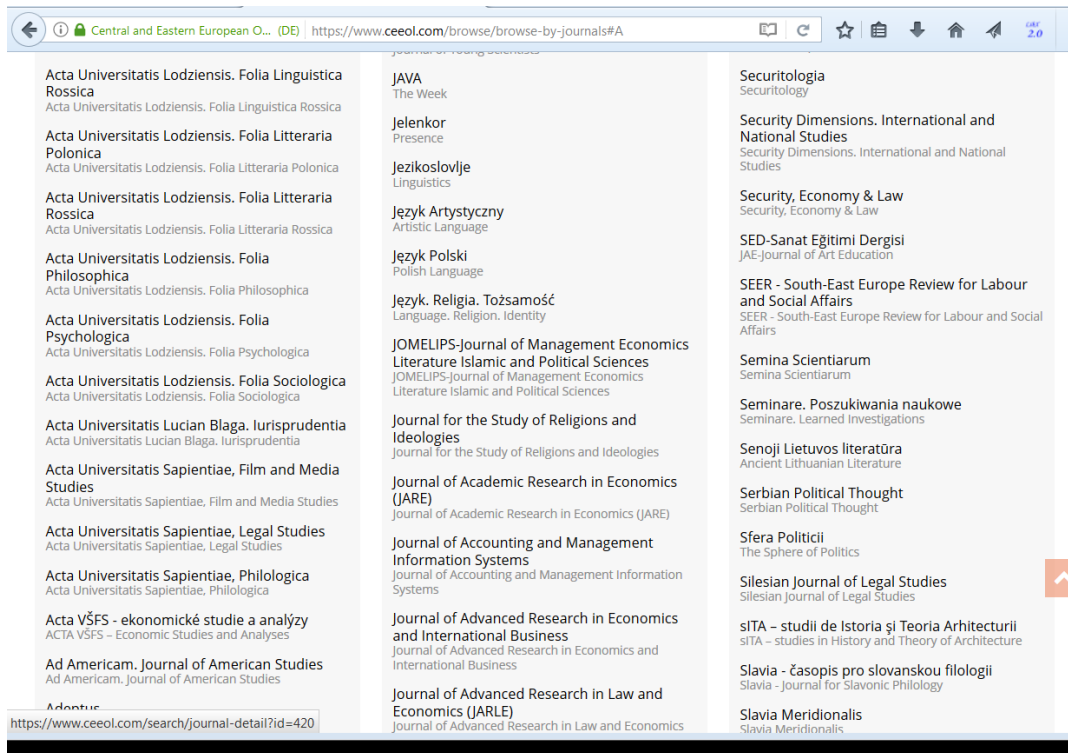 Central and Eastern European O... (DE) https://www.ceeol.com/browse/browse-by-journals#A
CAV 2.0
Acta Universitatis Lodziensis. Folia Linguistica
Rossica
Acta Universitatis Lodziensis. Folia Linguistica Rossica
Acta Universitatis Lodziensis. Folia Litteraria
Polonica
Acta Universitatis Lodziensis. Folia Litteraria Polonica
Acta Universitatis Lodziensis. Folia Litteraria
Rossica
Acta Universitatis Lodziensis. Folia Litteraria Rossica
Acta Universitatis Lodziensis. Folia
Philosophica
Acta Universitatis Lodziensis. Folia Philosophica
Acta Universitatis Lodziensis. Folia
Psychologica
Acta Universitatis Lodziensis. Folia Psychologica
Acta Universitatis Lodziensis. Folia Sociologica
Acta Universitatis Lodziensis. Folia Sociologica
Acta Universitatis Lucian Blaga. Iurisprudentia
Acta Universitatis Lucian Blaga. Iurisprudentia
Acta Universitatis Sapientiae, Film and Media
Studies
Acta Universitatis Sapientiae, Film and Media Studies
Acta Universitatis Sapientiae, Legal Studies
Acta Universitatis Sapientiae, Legal Studies
Acta Universitatis Sapientiae, Philologica
Acta Universitatis Sapientiae, Philologica
Acta VŠFS - ekonomické studie a analýzy
ACTA VŠFS – Economic Studies and Analyses
Ad Americam. Journal of American Studies
Ad Americam. Journal of American Studies
Adeptus
https://www.ceeol.com/search/journal-detail?id=420
Journal of Young Scientists
JAVA
The Week
Jelenkor
Presence
Jezikoslovlje
Linguistics
Język Artystyczny
Artistic Language
Język Polski
Polish Language
Język. Religia. Tożsamość
Language. Religion. Identity
JOMELIPS-Journal of Management Economics
Literature Islamic and Political Sciences
JOMELIPS-Journal of Management Economics
Literature Islamic and Political Sciences
Journal for the Study of Religions and
Ideologies
Journal for the Study of Religions and Ideologies
Journal of Academic Research in Economics
(JARE)
Journal of Academic Research in Economics (JARE)
Journal of Accounting and Management
Information Systems
Journal of Accounting and Management Information
Systems
Journal of Advanced Research in Economics
and International Business
Journal of Advanced Research in Economics and
International Business
Journal of Advanced Research in Law and
Economics (JARLE)
Journal of Advanced Research in Law and Economics
Securitologia
Securitology
Security Dimensions. International and
National Studies
Security Dimensions. International and National
Studies
Security, Economy & Law
Security, Economy & Law
SED-Sanat Eğitimi Dergisi
JAE-Journal of Art Education
SEER - South-East Europe Review for Labour
and Social Affairs
SEER - South-East Europe Review for Labour and Social
Affairs
Semina Scientiarum
Semina Scientiarum
Seminare. Poszukiwania naukowe
Seminare. Learned Investigations
Senoji Lietuvos literatūra
Ancient Lithuanian Literature
Serbian Political Thought
Serbian Political Thought
Sfera Politicii
The Sphere of Politics
Silesian Journal of Legal Studies
Silesian Journal of Legal Studies
sITA – studii de Istoria şi Teoria Arhitecturii
sITA – studies in History and Theory of Architecture
Slavia - časopis pro slovanskou filologii
Slavia - Journal for Slavonic Philology
Slavia Meridionalis
Slavia Meridionalis